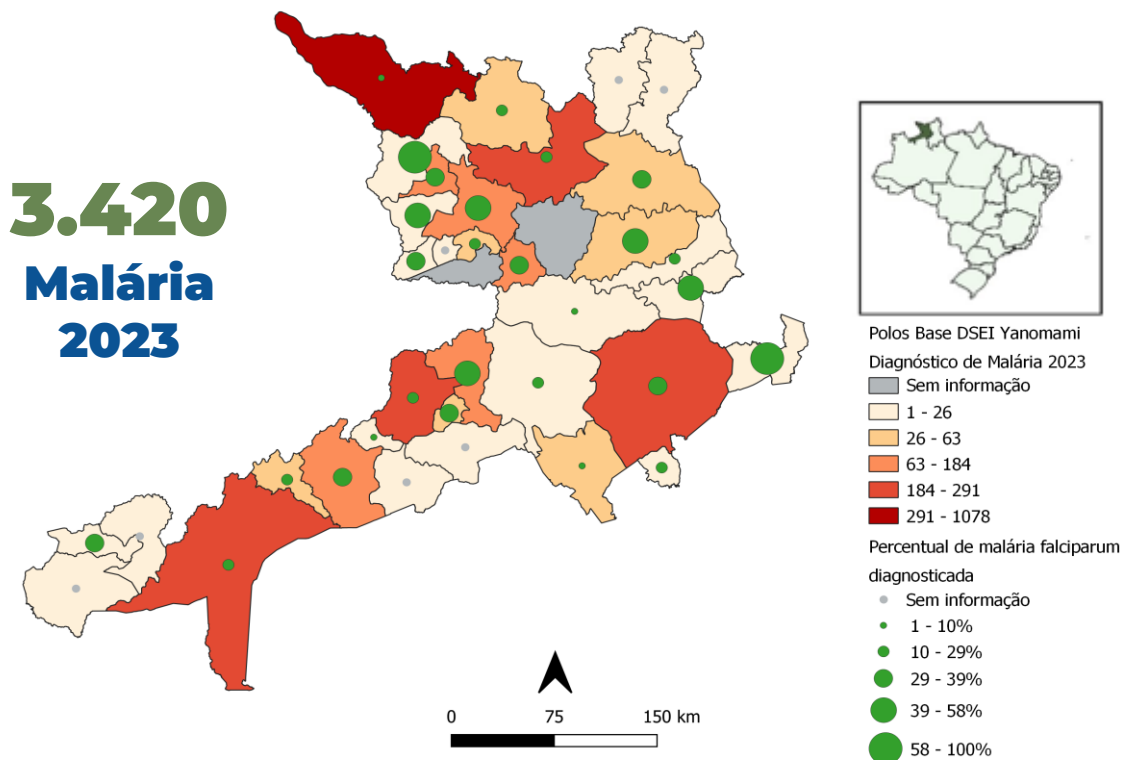 3.420
Malária
2023
Polos Base DSEI Yanomami
Diagnóstico de Malária 2023
Sem informação
1 - 26
26 - 63
63 - 184
184 - 291
291 - 1078
Percentual de malária falciparum
diagnosticada
Sem informação
1 - 10%
10 - 29%
29 - 39%
39 - 58%
58 - 100%
0 75 150 km